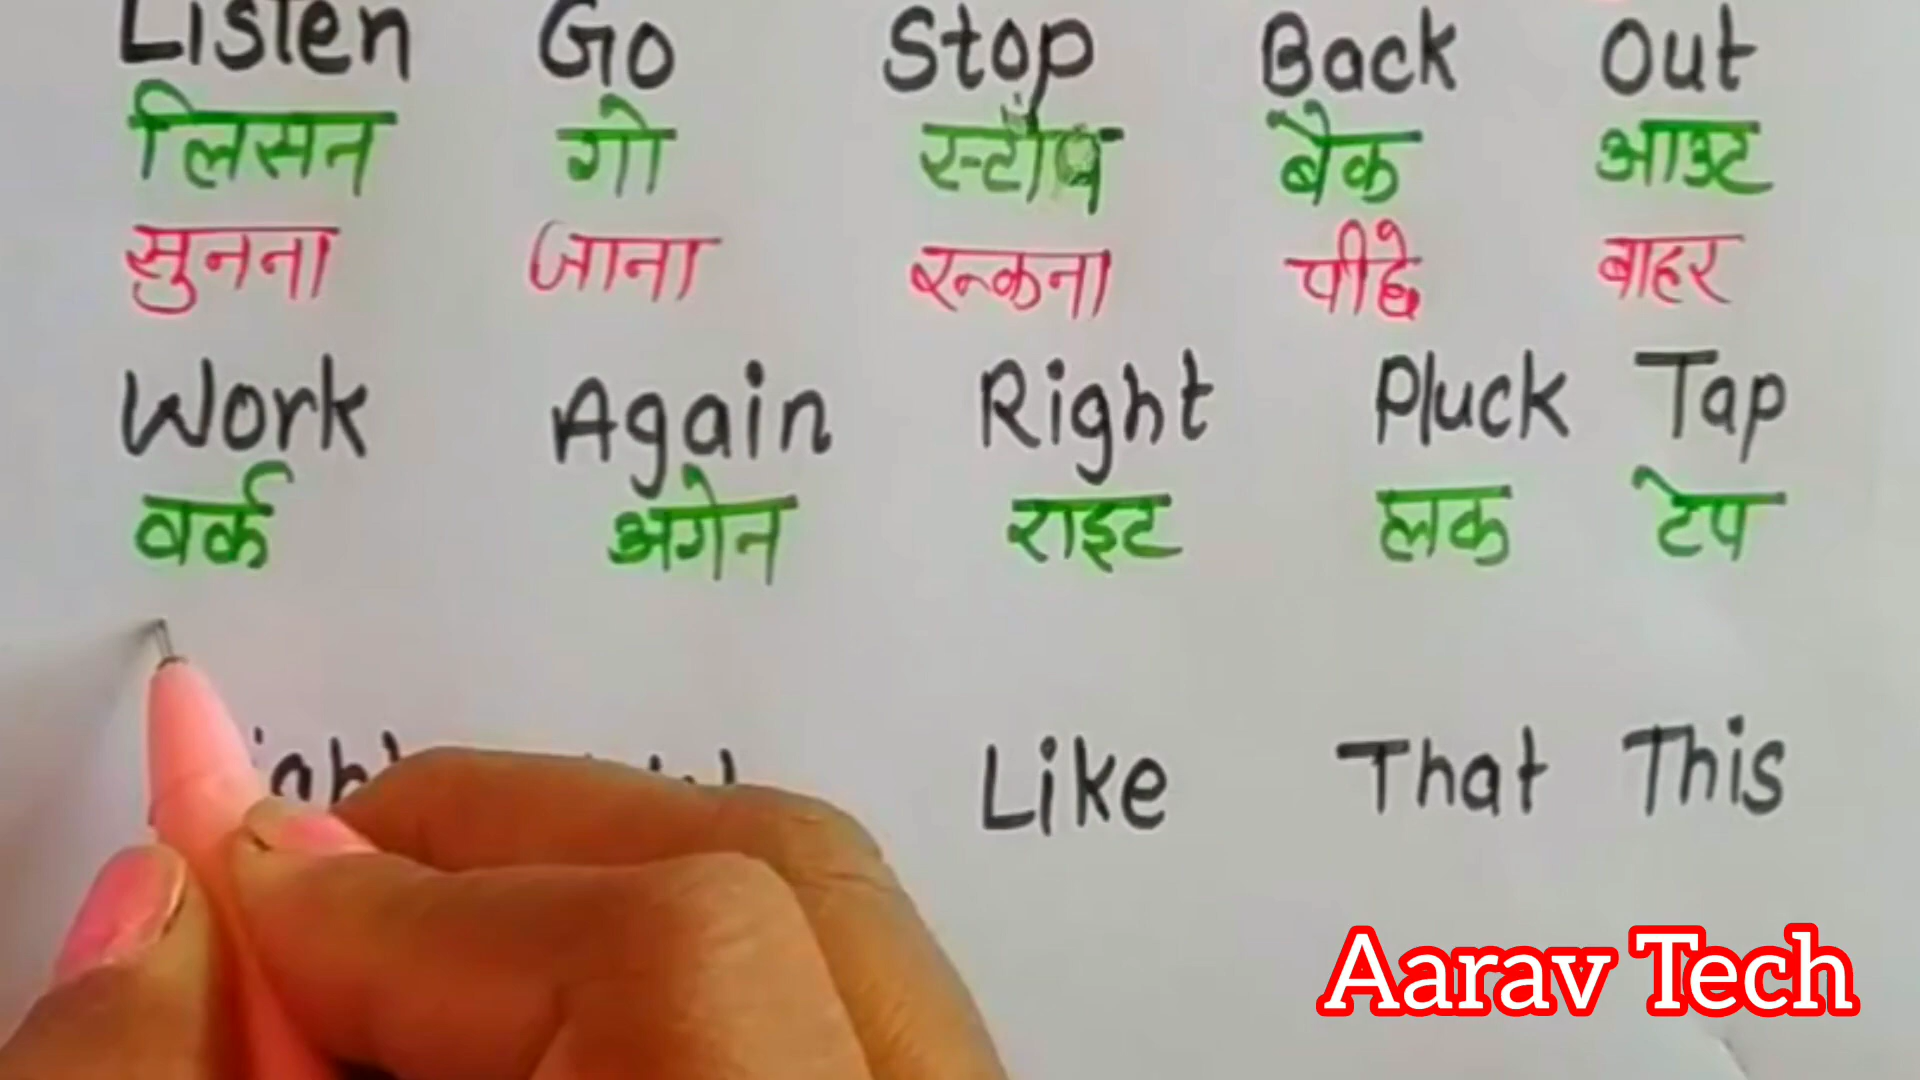 Listen Go Stop Back Out
लिसन गो स्टॉप बैक आउट
सुनना जाना रूकना पीछे बाहर
Work Again Right Pluck Tap
वर्क अगेन राइट लक टेप
Like That This
Aarav Tech